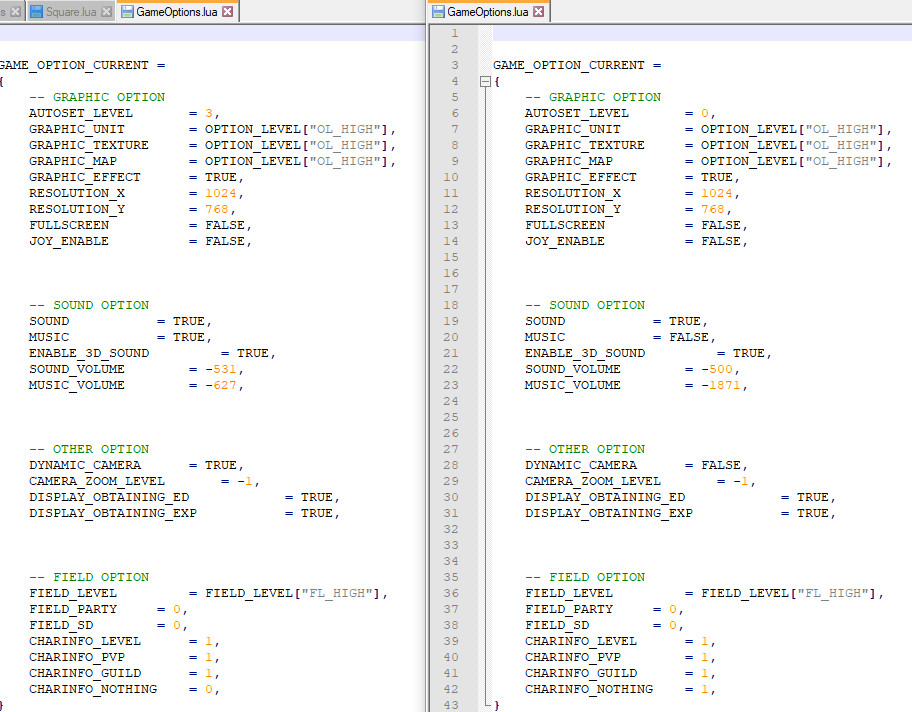 s
Square.lua
GameOptions.lua
GAME_OPTION_CURRENT =
{
-- GRAPHIC OPTION
AUTOSET_LEVEL = 3,
GRAPHIC_UNIT = OPTION_LEVEL["OL_HIGH"],
GRAPHIC_TEXTURE = OPTION_LEVEL["OL_HIGH"],
GRAPHIC_MAP = OPTION_LEVEL["OL_HIGH"],
GRAPHIC_EFFECT = TRUE,
RESOLUTION_X = 1024,
RESOLUTION_Y = 768,
FULLSCREEN = FALSE,
JOY_ENABLE = FALSE,
-- SOUND OPTION
SOUND = TRUE,
MUSIC = TRUE,
ENABLE_3D_SOUND = TRUE,
SOUND_VOLUME = -531,
MUSIC_VOLUME = -627,
-- OTHER OPTION
DYNAMIC_CAMERA = TRUE,
CAMERA_ZOOM_LEVEL = -1,
DISPLAY_OBTAINING_ED = TRUE,
DISPLAY_OBTAINING_EXP = TRUE,
-- FIELD OPTION
FIELD_LEVEL = FIELD_LEVEL["FL_HIGH"],
FIELD_PARTY = 0,
FIELD_SD = 0,
CHARINFO_LEVEL = 1,
CHARINFO_PVP = 1,
CHARINFO_GUILD = 1,
CHARINFO_NOTHING = 0,
}
GameOptions.lua
1
2
3 GAME_OPTION_CURRENT =
4 {
5 -- GRAPHIC OPTION
6 AUTOSET_LEVEL = 0,
7 GRAPHIC_UNIT = OPTION_LEVEL["OL_HIGH"],
8 GRAPHIC_TEXTURE = OPTION_LEVEL["OL_HIGH"],
9 GRAPHIC_MAP = OPTION_LEVEL["OL_HIGH"],
10 GRAPHIC_EFFECT = TRUE,
11 RESOLUTION_X = 1024,
12 RESOLUTION_Y = 768,
13 FULLSCREEN = FALSE,
14 JOY_ENABLE = FALSE,
15
16
17
18 -- SOUND OPTION
19 SOUND = TRUE,
20 MUSIC = FALSE,
21 ENABLE_3D_SOUND = TRUE,
22 SOUND_VOLUME = -500,
23 MUSIC_VOLUME = -1871,
24
25
26
27 -- OTHER OPTION
28 DYNAMIC_CAMERA = FALSE,
29 CAMERA_ZOOM_LEVEL = -1,
30 DISPLAY_OBTAINING_ED = TRUE,
31 DISPLAY_OBTAINING_EXP = TRUE,
32
33
34
35 -- FIELD OPTION
36 FIELD_LEVEL = FIELD_LEVEL["FL_HIGH"],
37 FIELD_PARTY = 0,
38 FIELD_SD = 0,
39 CHARINFO_LEVEL = 1,
40 CHARINFO_PVP = 1,
41 CHARINFO_GUILD = 1,
42 CHARINFO_NOTHING = 1,
43 }